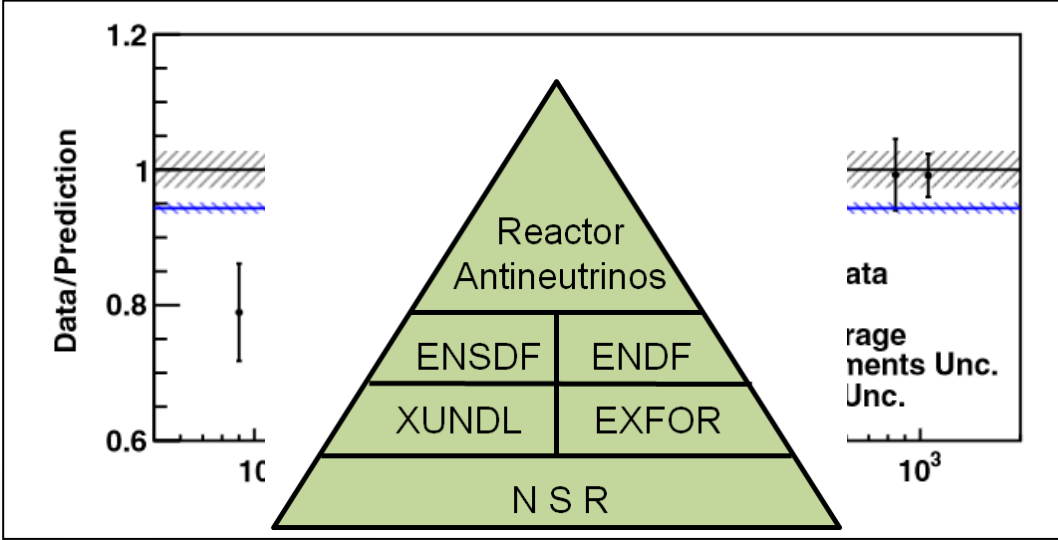 1.2
1
0.8
0.6
Data/Prediction
Reactor
Antineutrinos
ENSDF
ENDF
XUNDL
EXFOR
N S R
ata
rage
ments Unc.
Unc.
10
10³